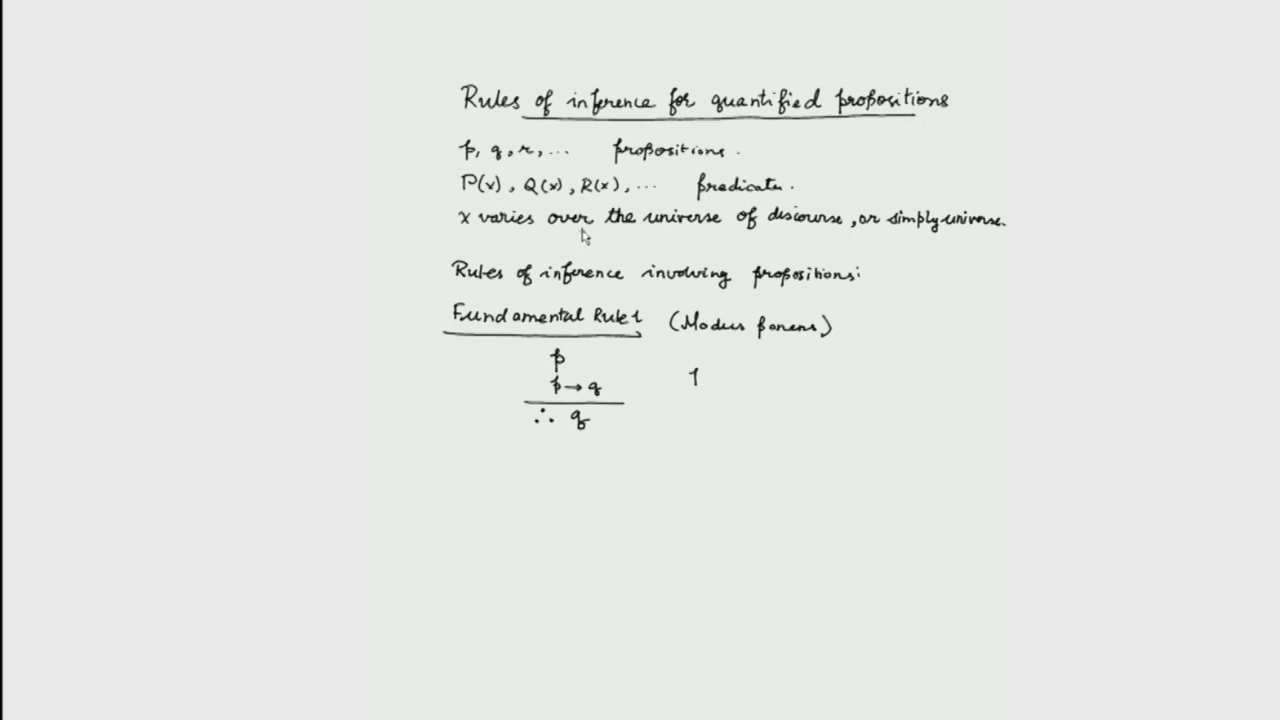 Rules of inference for quantified propositions
p, q, r, ... propositions.
P(x), Q(x), R(x), ... predicates.
x varies over the universe of discourse, or simply universe.
Rules of inference involving propositions:
Fundamental Rule 1 (Modus ponens)
p
p → q
1
∴ q